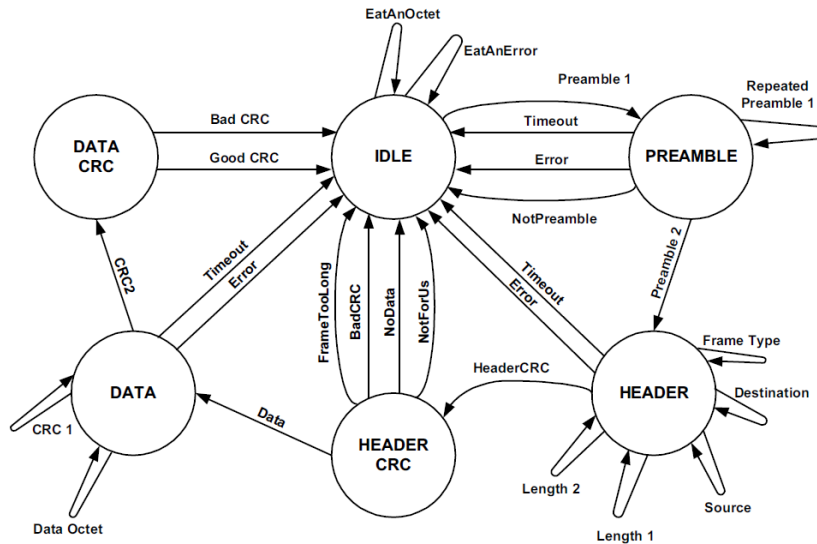 EatAnOctet
EatAnError
Preamble 1
Repeated
Preamble 1
Bad CRC
Timeout
DATA
CRC
IDLE
PREAMBLE
Good CRC
Error
NotPreamble
CRC2
Timeout
Error
FrameTooLong
BadCRC
NoData
NotForUs
Timeout
Error
Preamble 2
Frame Type
HeaderCRC
DATA
HEADER
Destination
Data
CRC 1
HEADER
CRC
Length 2
Source
Data Octet
Length 1